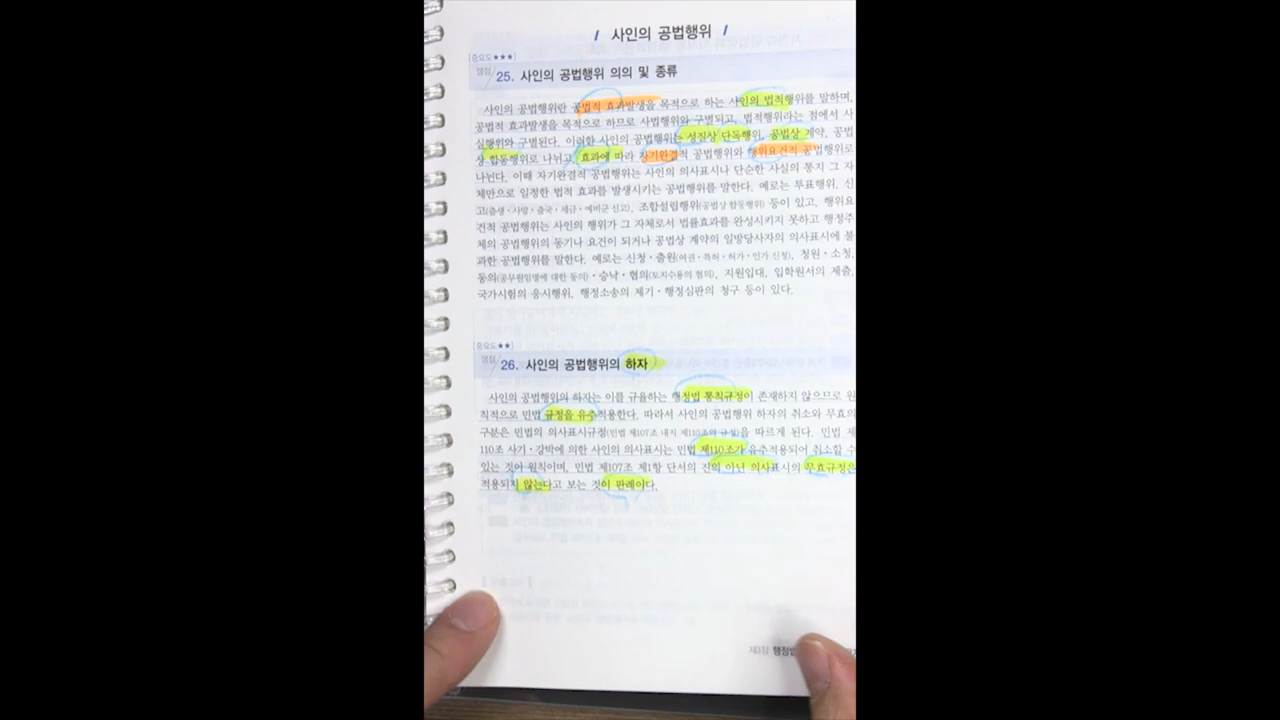 / 사인의 공법행위 /
[중요도★★★]
쟁점 25. 사인의 공법행위 의의 및 종류
사인의 공법행위란 공법적 효과발생을 목적으로 하는 사인의 법적행위를 말하며,
공법적 효과발생을 목적으로 하므로 사법행위와 구별되고, 법적행위라는 점에서 사
실행위와 구별된다. 이러한 사인의 공법행위는 성질상 단독행위, 공법상 계약, 공법
상 합동행위로 나뉘고, 효과에 따라 자기완결적 공법행위와 행위요건적 공법행위로
나뉜다. 이때 자기완결적 공법행위는 사인의 의사표시나 단순한 사실의 통지 그 자
체만으로 일정한 법적 효과를 발생시키는 공법행위를 말한다. 예로는 투표행위, 신
고(출생·사망·출국·세금·예비군 신고), 조합설립행위(공법상 합동행위) 등이 있고, 행위요
건적 공법행위는 사인의 행위가 그 자체로서 법률효과를 완성시키지 못하고 행정주
체의 공법행위의 동기나 요건이 되거나 공법상 계약의 일방당사자의 의사표시에 불
과한 공법행위를 말한다. 예로는 신청·출원(여권·특허·허가·인가 신청), 청원·소청,
동의(공무원임명에 대한 동의)·승낙·협의(토지수용의 협의), 지원입대, 입학원서의 제출,
국가시험의 응시행위, 행정소송의 제기·행정심판의 청구 등이 있다.
[중요도★★]
쟁점 26. 사인의 공법행위의 하자
사인의 공법행위의 하자는 이를 규율하는 행정법 통칙규정이 존재하지 않으므로 원
칙적으로 민법 규정을 유추적용한다. 따라서 사인의 공법행위 하자의 취소와 무효의
구분은 민법의 의사표시규정(민법 제107조 내지 제110조의 규정)을 따르게 된다. 민법 제
110조 사기·강박에 의한 사인의 의사표시는 민법 제110조가 유추적용되어 취소할 수
있는 것이 원칙이며, 민법 제107조 제1항 단서의 진의 아닌 의사표시의 무효규정은
적용되지 않는다고 보는 것이 판례이다.
제3장 행정법